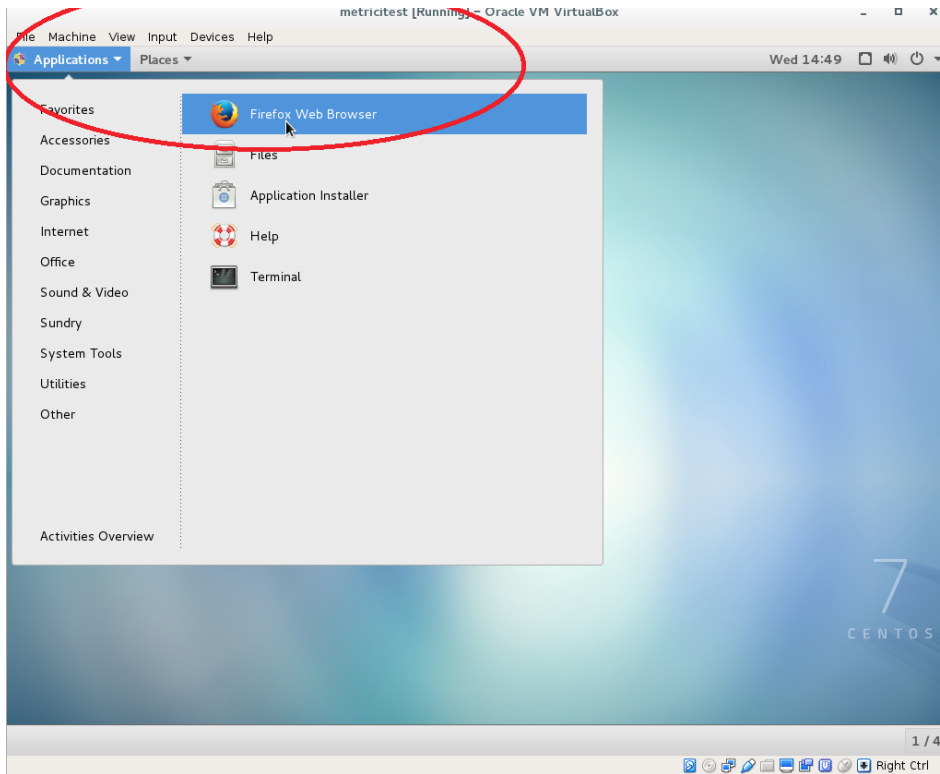 metricitest [Running] - Oracle VM VirtualBox
File Machine View Input Devices Help
Applications Places Wed 14:49
Favorites
Accessories
Documentation
Graphics
Internet
Office
Sound & Video
Sundry
System Tools
Utilities
Other
Activities Overview
Firefox Web Browser
Files
Application Installer
Help
Terminal
7
CENTOS
1 / 4
Right Ctrl